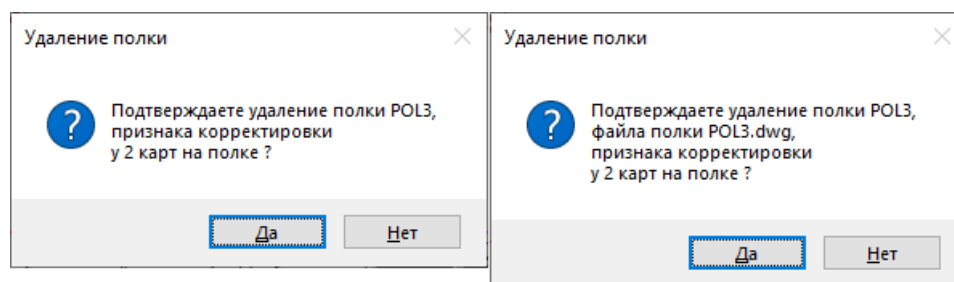 Удаление полки
Подтверждаете удаление полки POL3,
признака корректировки
у 2 карт на полке ?
Да
Нет
Удаление полки
Подтверждаете удаление полки POL3,
файла полки POL3.dwg,
признака корректировки
у 2 карт на полке ?
Да
Нет